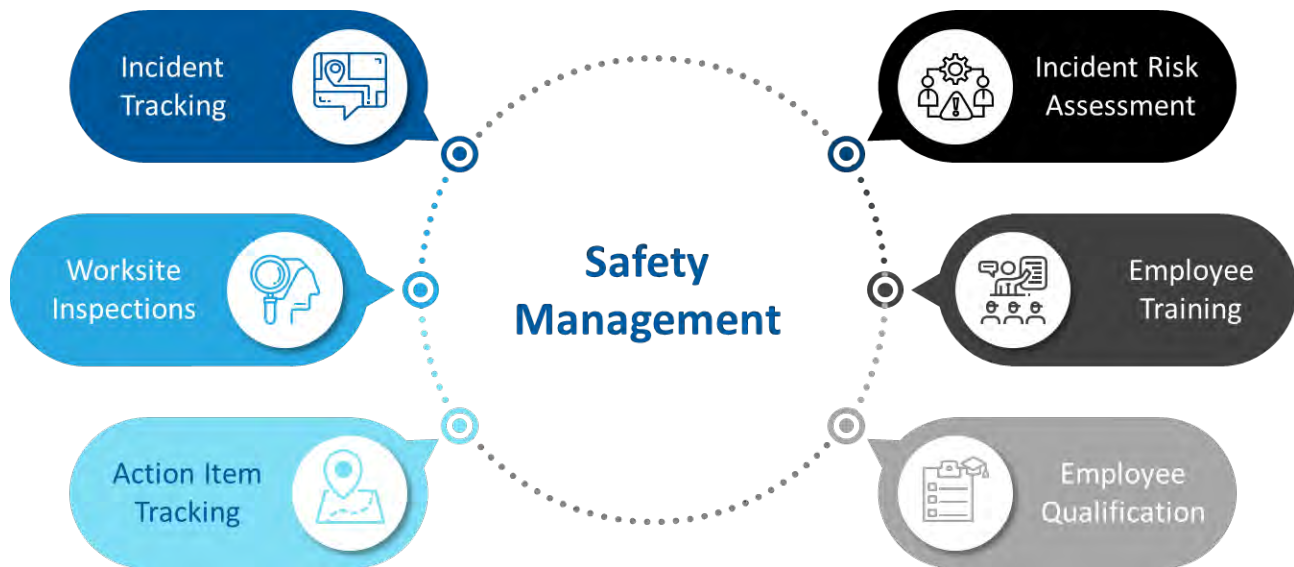 Incident
Tracking
Incident Risk
Assessment
Worksite
Inspections
Safety
Management
Employee
Training
Action Item
Tracking
Employee
Qualification